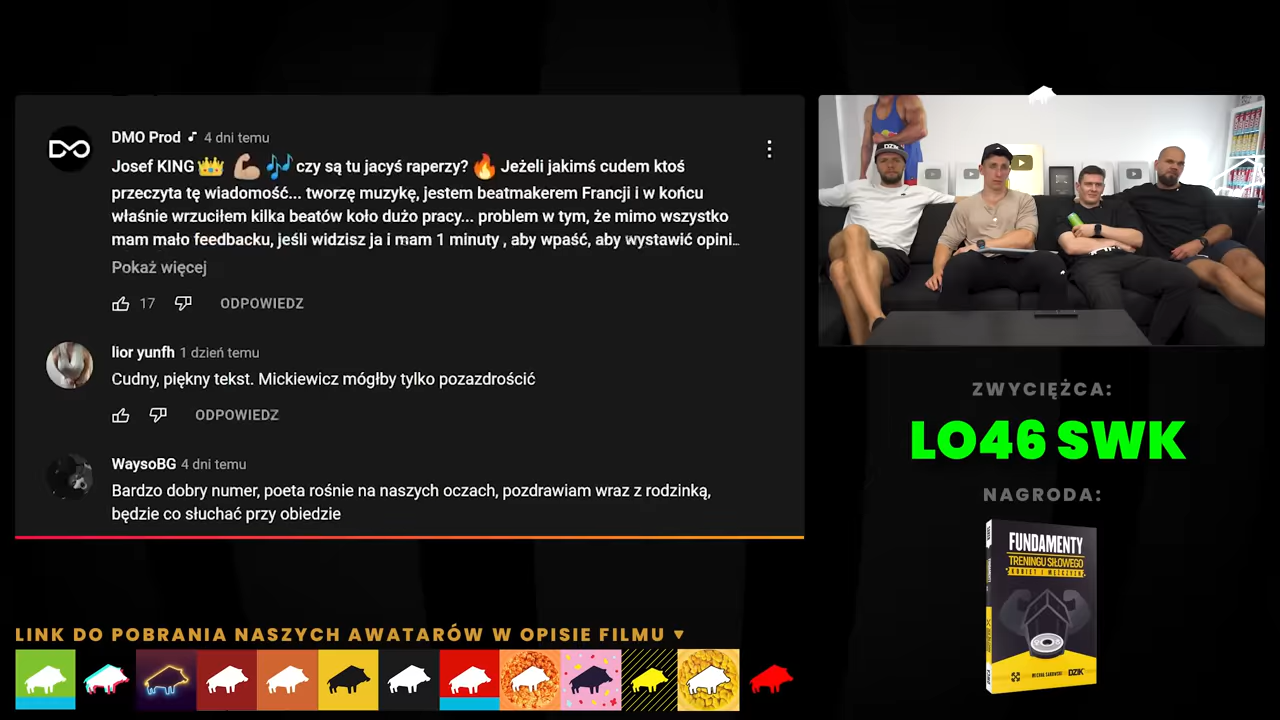 DMO Prod 4 dni temu
Josef KING👑 💪🎶 czy są tu jacyś raperzy? 🔥 Jeżeli jakimś cudem ktoś
przeczyta tę wiadomość... tworzę muzykę, jestem beatmakerem Francji i w końcu
właśnie wrzuciłem kilka beatów koło dużo pracy... problem w tym, że mimo wszystko
mam mało feedbacku, jeśli widzisz ja i mam 1 minuty , aby wpaść, aby wystawić opini...
Pokaż więcej
17 ODPOWIEDZ
lior yunfh 1 dzień temu
Cudny, piękny tekst. Mickiewicz mógłby tylko pozazdrościć
ODPOWIEDZ
WaysoBG 4 dni temu
Bardzo dobry numer, poeta rośnie na naszych oczach, pozdrawiam wraz z rodzinką,
będzie co słuchać przy obiedzie
ZWYCIĘŻCA:
LO46 SWK
NAGRODA:
FUNDAMENTY
TRENINGU SIŁOWEGO
KOBIET I MĘŻCZYZN
DZIK
LINK DO POBRANIA NASZYCH AWATARÓW W OPISIE FILMU ▼